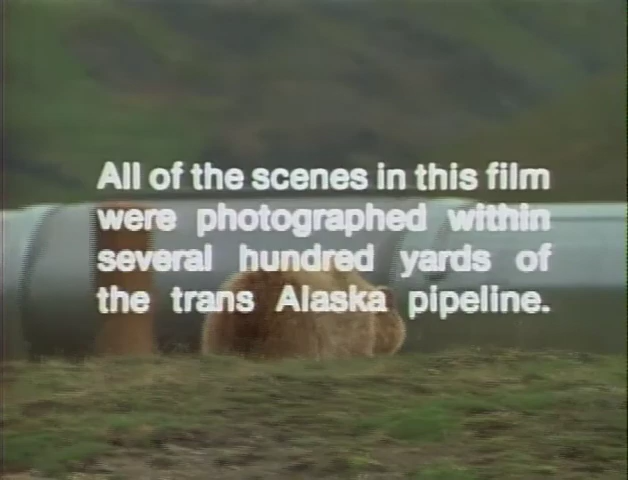 All of the scenes in this film
were photographed within
several hundred yards of
the trans Alaska pipeline.